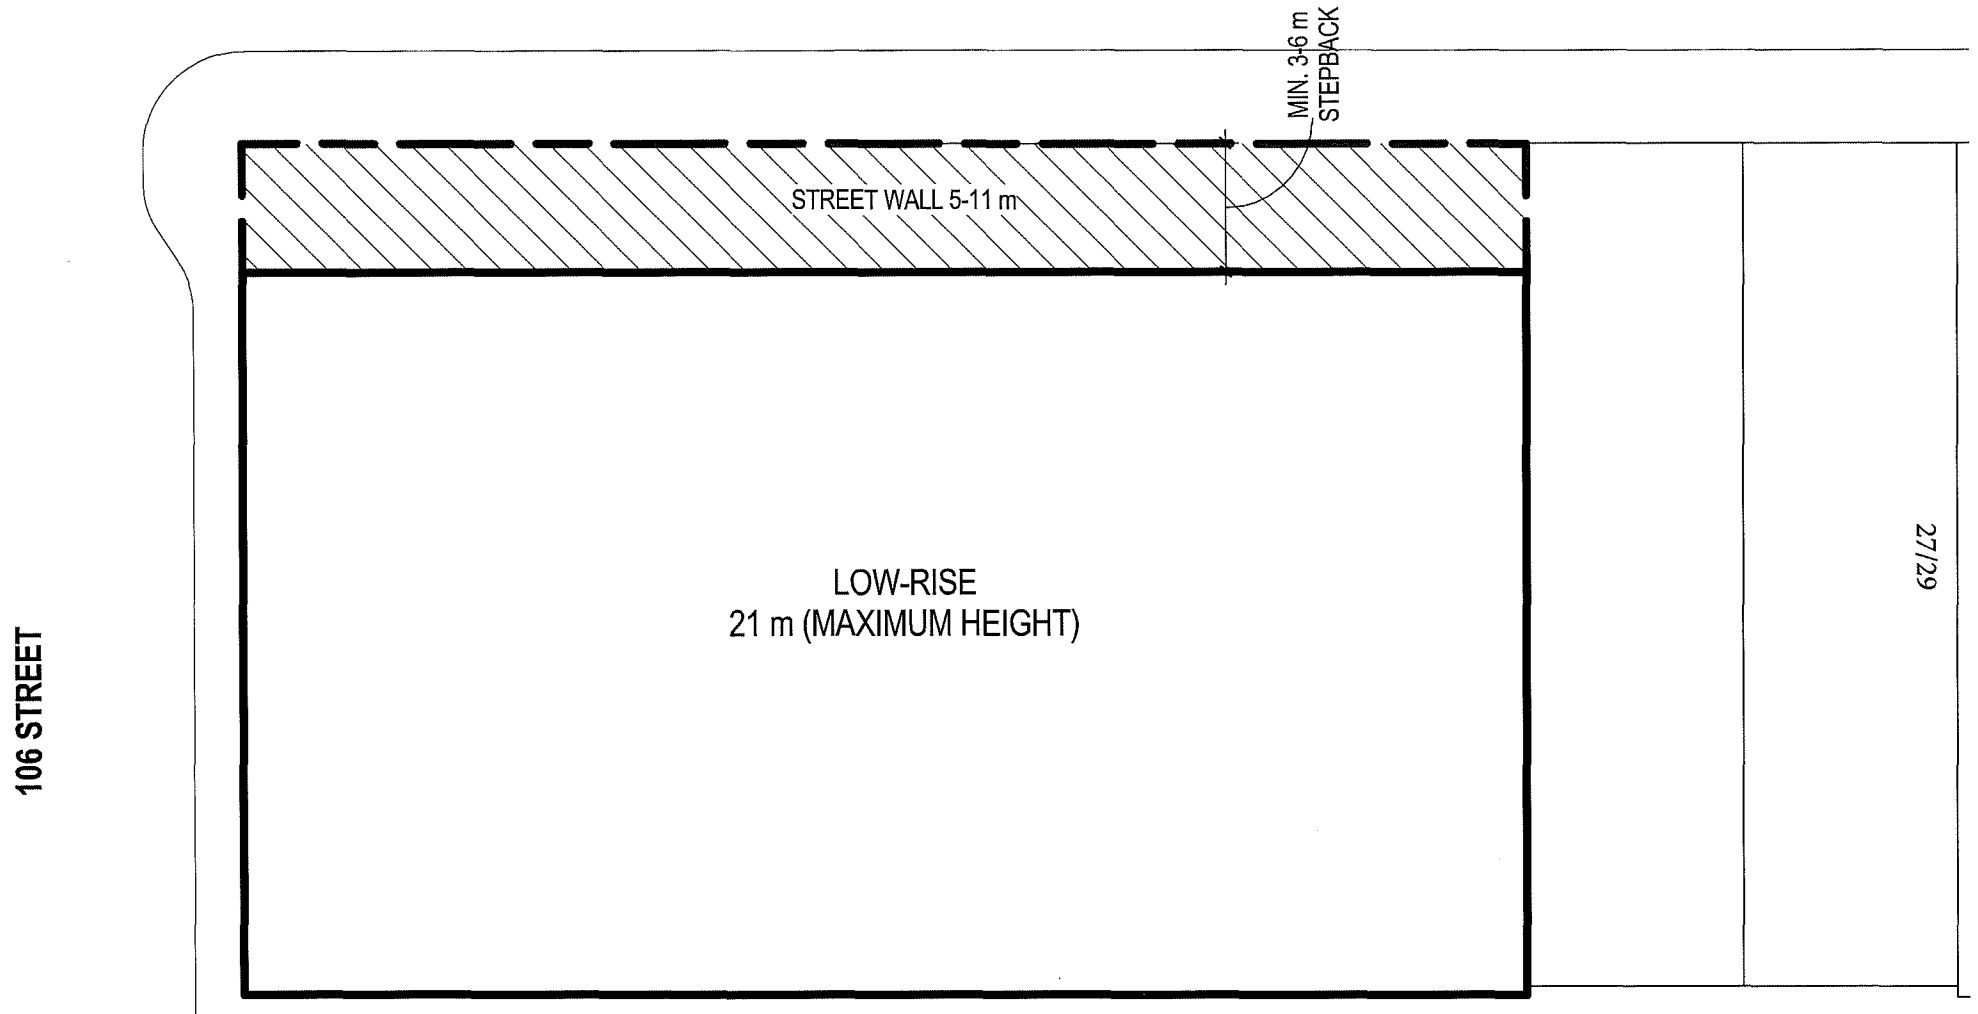 MIN. 3-6 m
STEPBACK
STREET WALL 5-11 m
LOW-RISE
21 m (MAXIMUM HEIGHT)
106 STREET
27/29